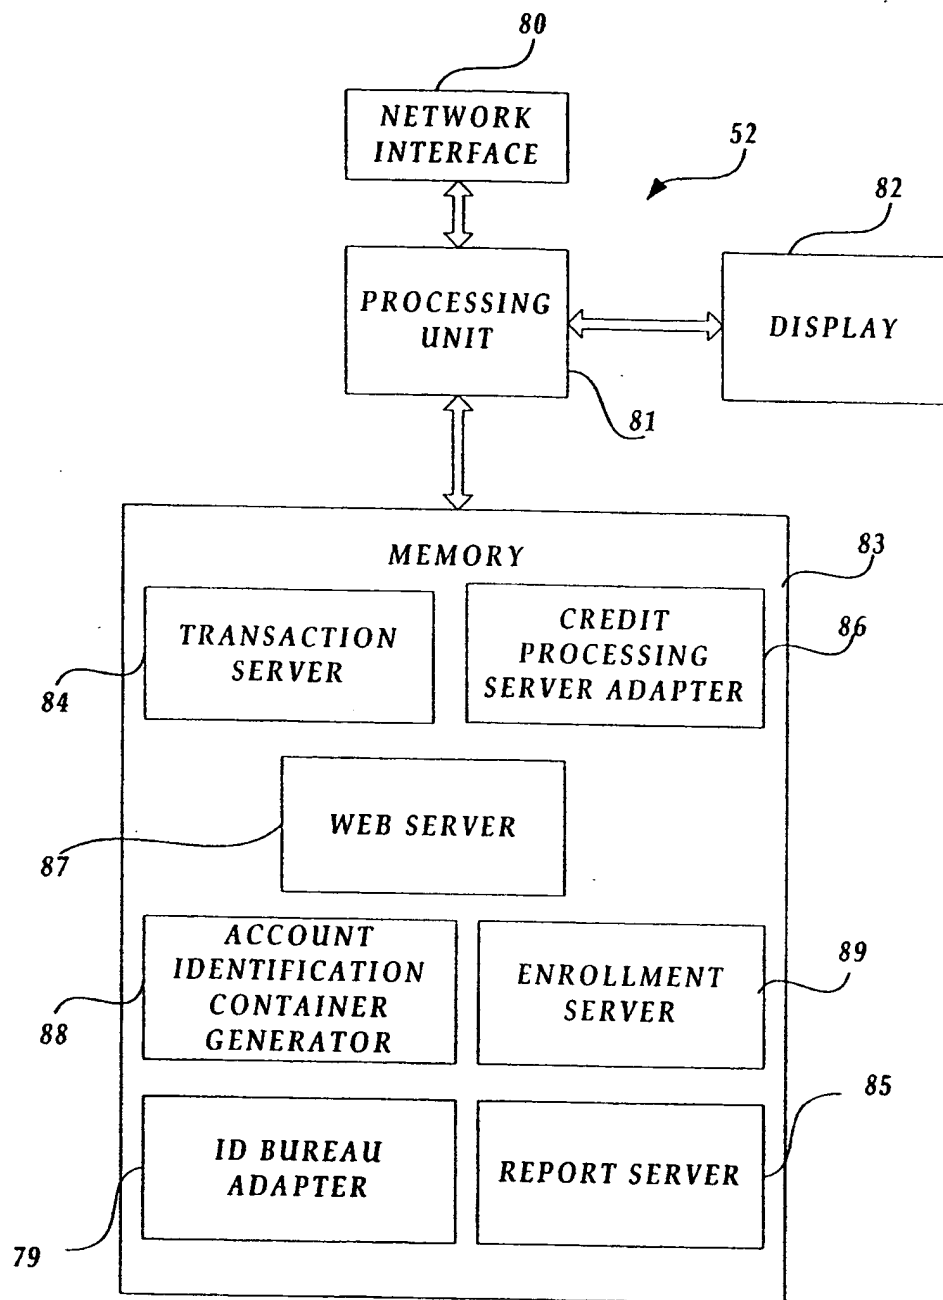 80
NETWORK
INTERFACE
52
82
PROCESSING
UNIT
DISPLAY
81
MEMORY
83
TRANSACTION
SERVER
84
CREDIT
PROCESSING
SERVER ADAPTER
86
WEB SERVER
87
ACCOUNT
IDENTIFICATION
CONTAINER
GENERATOR
88
ENROLLMENT
SERVER
89
ID BUREAU
ADAPTER
79
REPORT SERVER
85